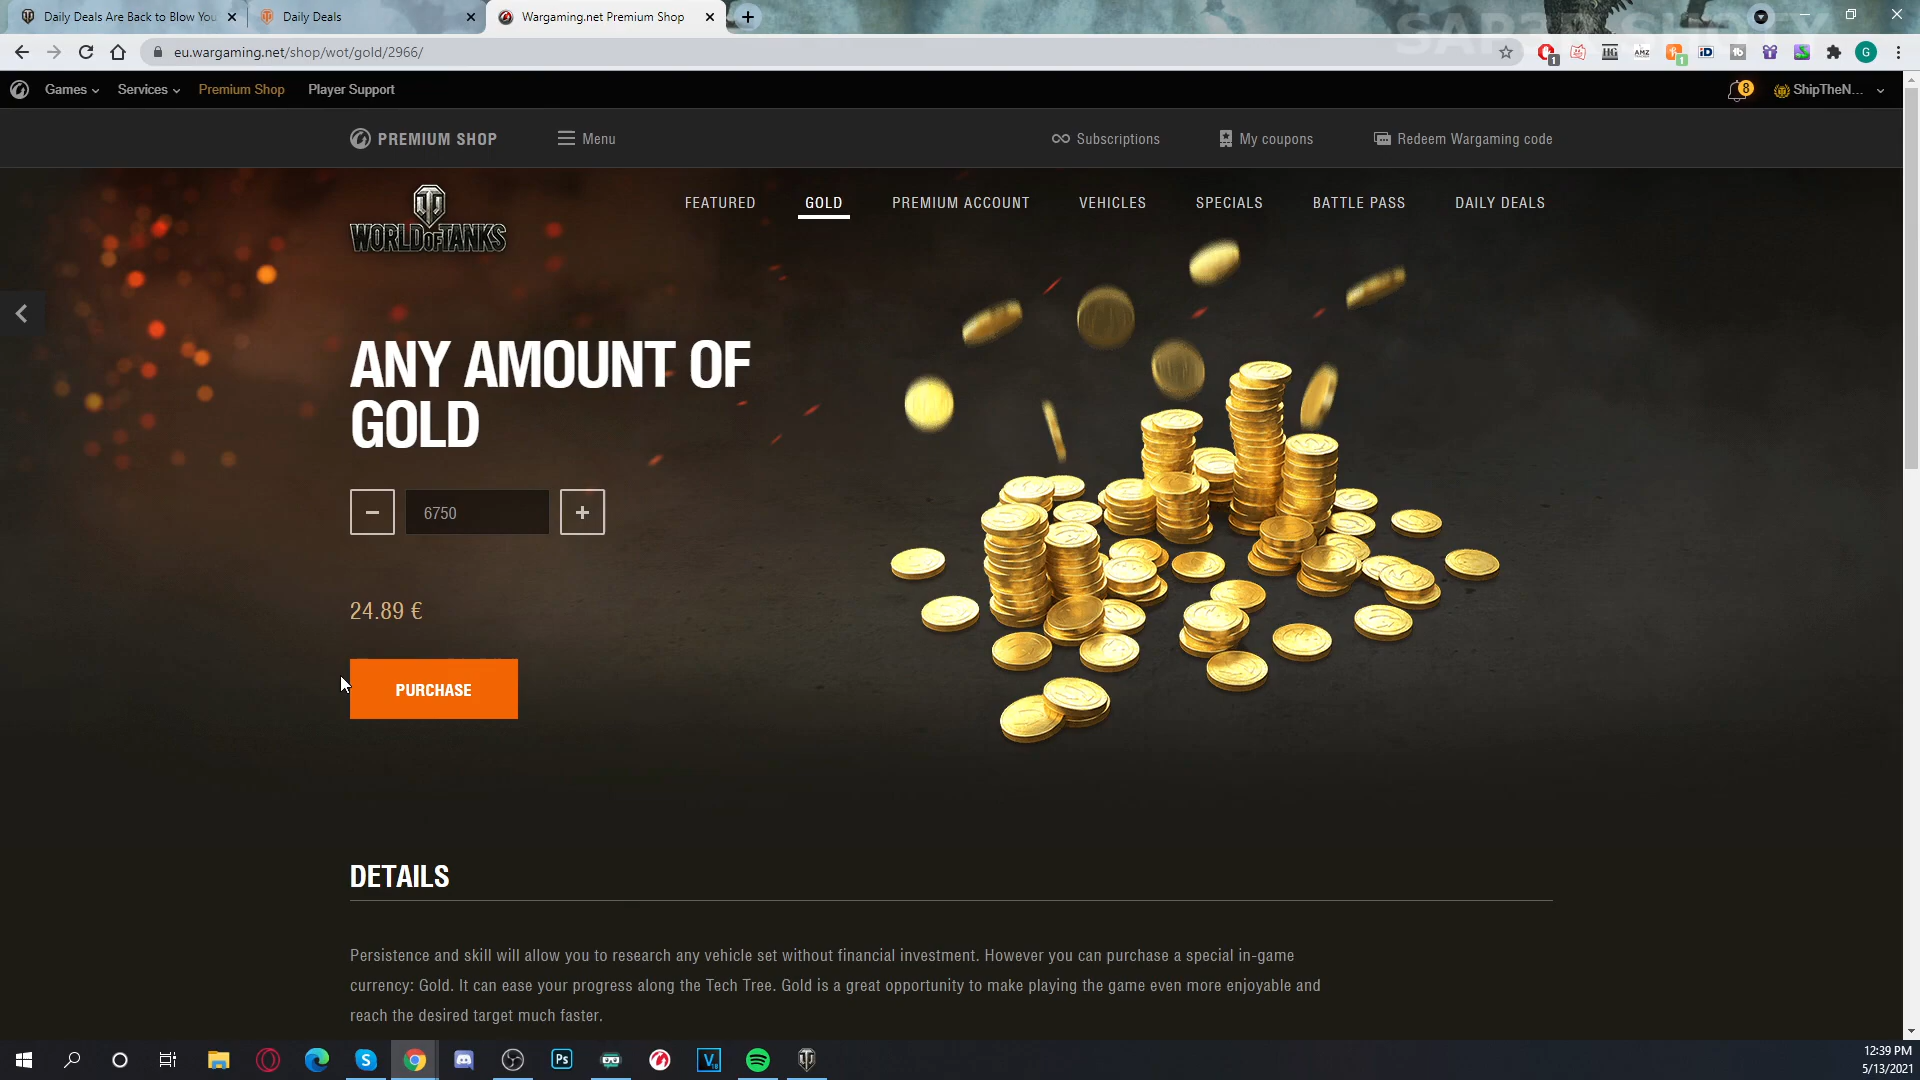 Daily Deals Are Back to Blow You
Daily Deals
Wargaming.net Premium Shop
eu.wargaming.net/shop/wot/gold/2966/
Games
Services
Premium Shop
Player Support
8
ShipTheN...
PREMIUM SHOP
Menu
Subscriptions
My coupons
Redeem Wargaming code
WORLD OF TANKS
FEATURED
GOLD
PREMIUM ACCOUNT
VEHICLES
SPECIALS
BATTLE PASS
DAILY DEALS
ANY AMOUNT OF
GOLD
6750
24.89 €
PURCHASE
DETAILS
Persistence and skill will allow you to research any vehicle set without financial investment. However you can purchase a special in-game
currency: Gold. It can ease your progress along the Tech Tree. Gold is a great opportunity to make playing the game even more enjoyable and
reach the desired target much faster.
12:39 PM
5/13/2021